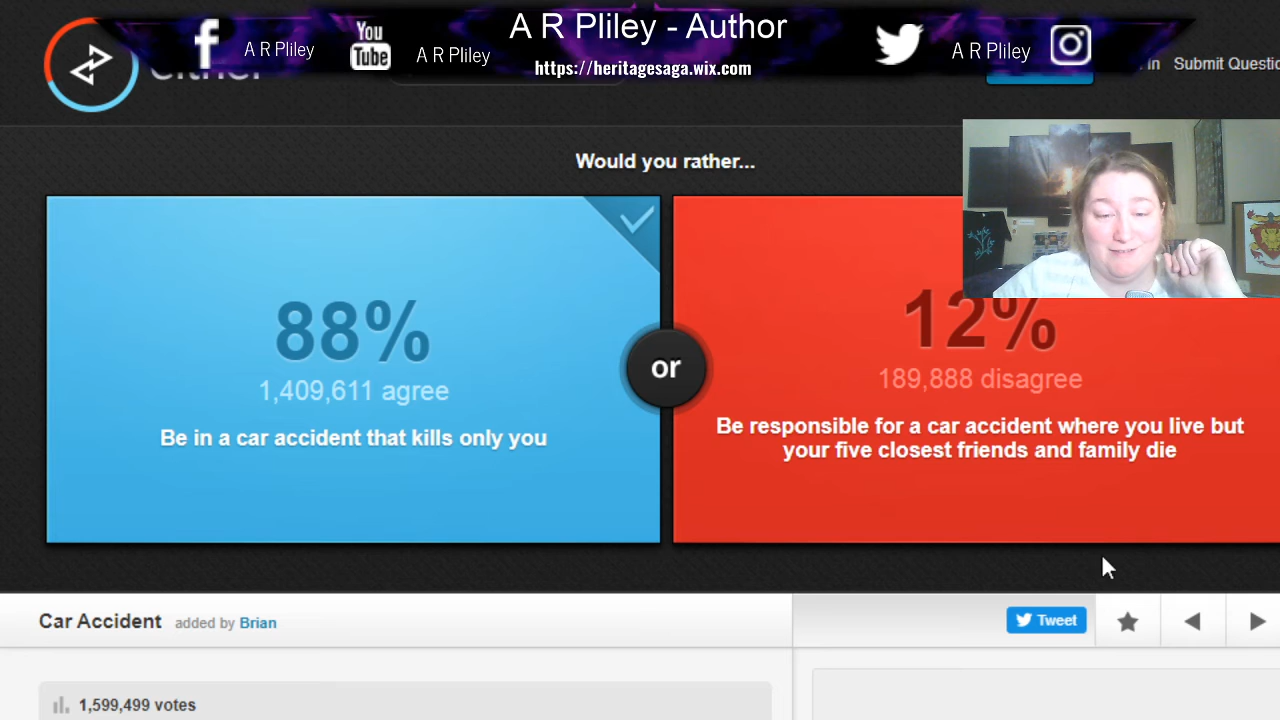 A R Pliley - Author
f A R Pliley
You Tube A R Pliley
A R Pliley
https://heritagesaga.wix.com
either
in
Submit Questio
Would you rather...
88%
1,409,611 agree
Be in a car accident that kills only you
or
12%
189,888 disagree
Be responsible for a car accident where you live but
your five closest friends and family die
Car Accident added by Brian
Tweet
1,599,499 votes